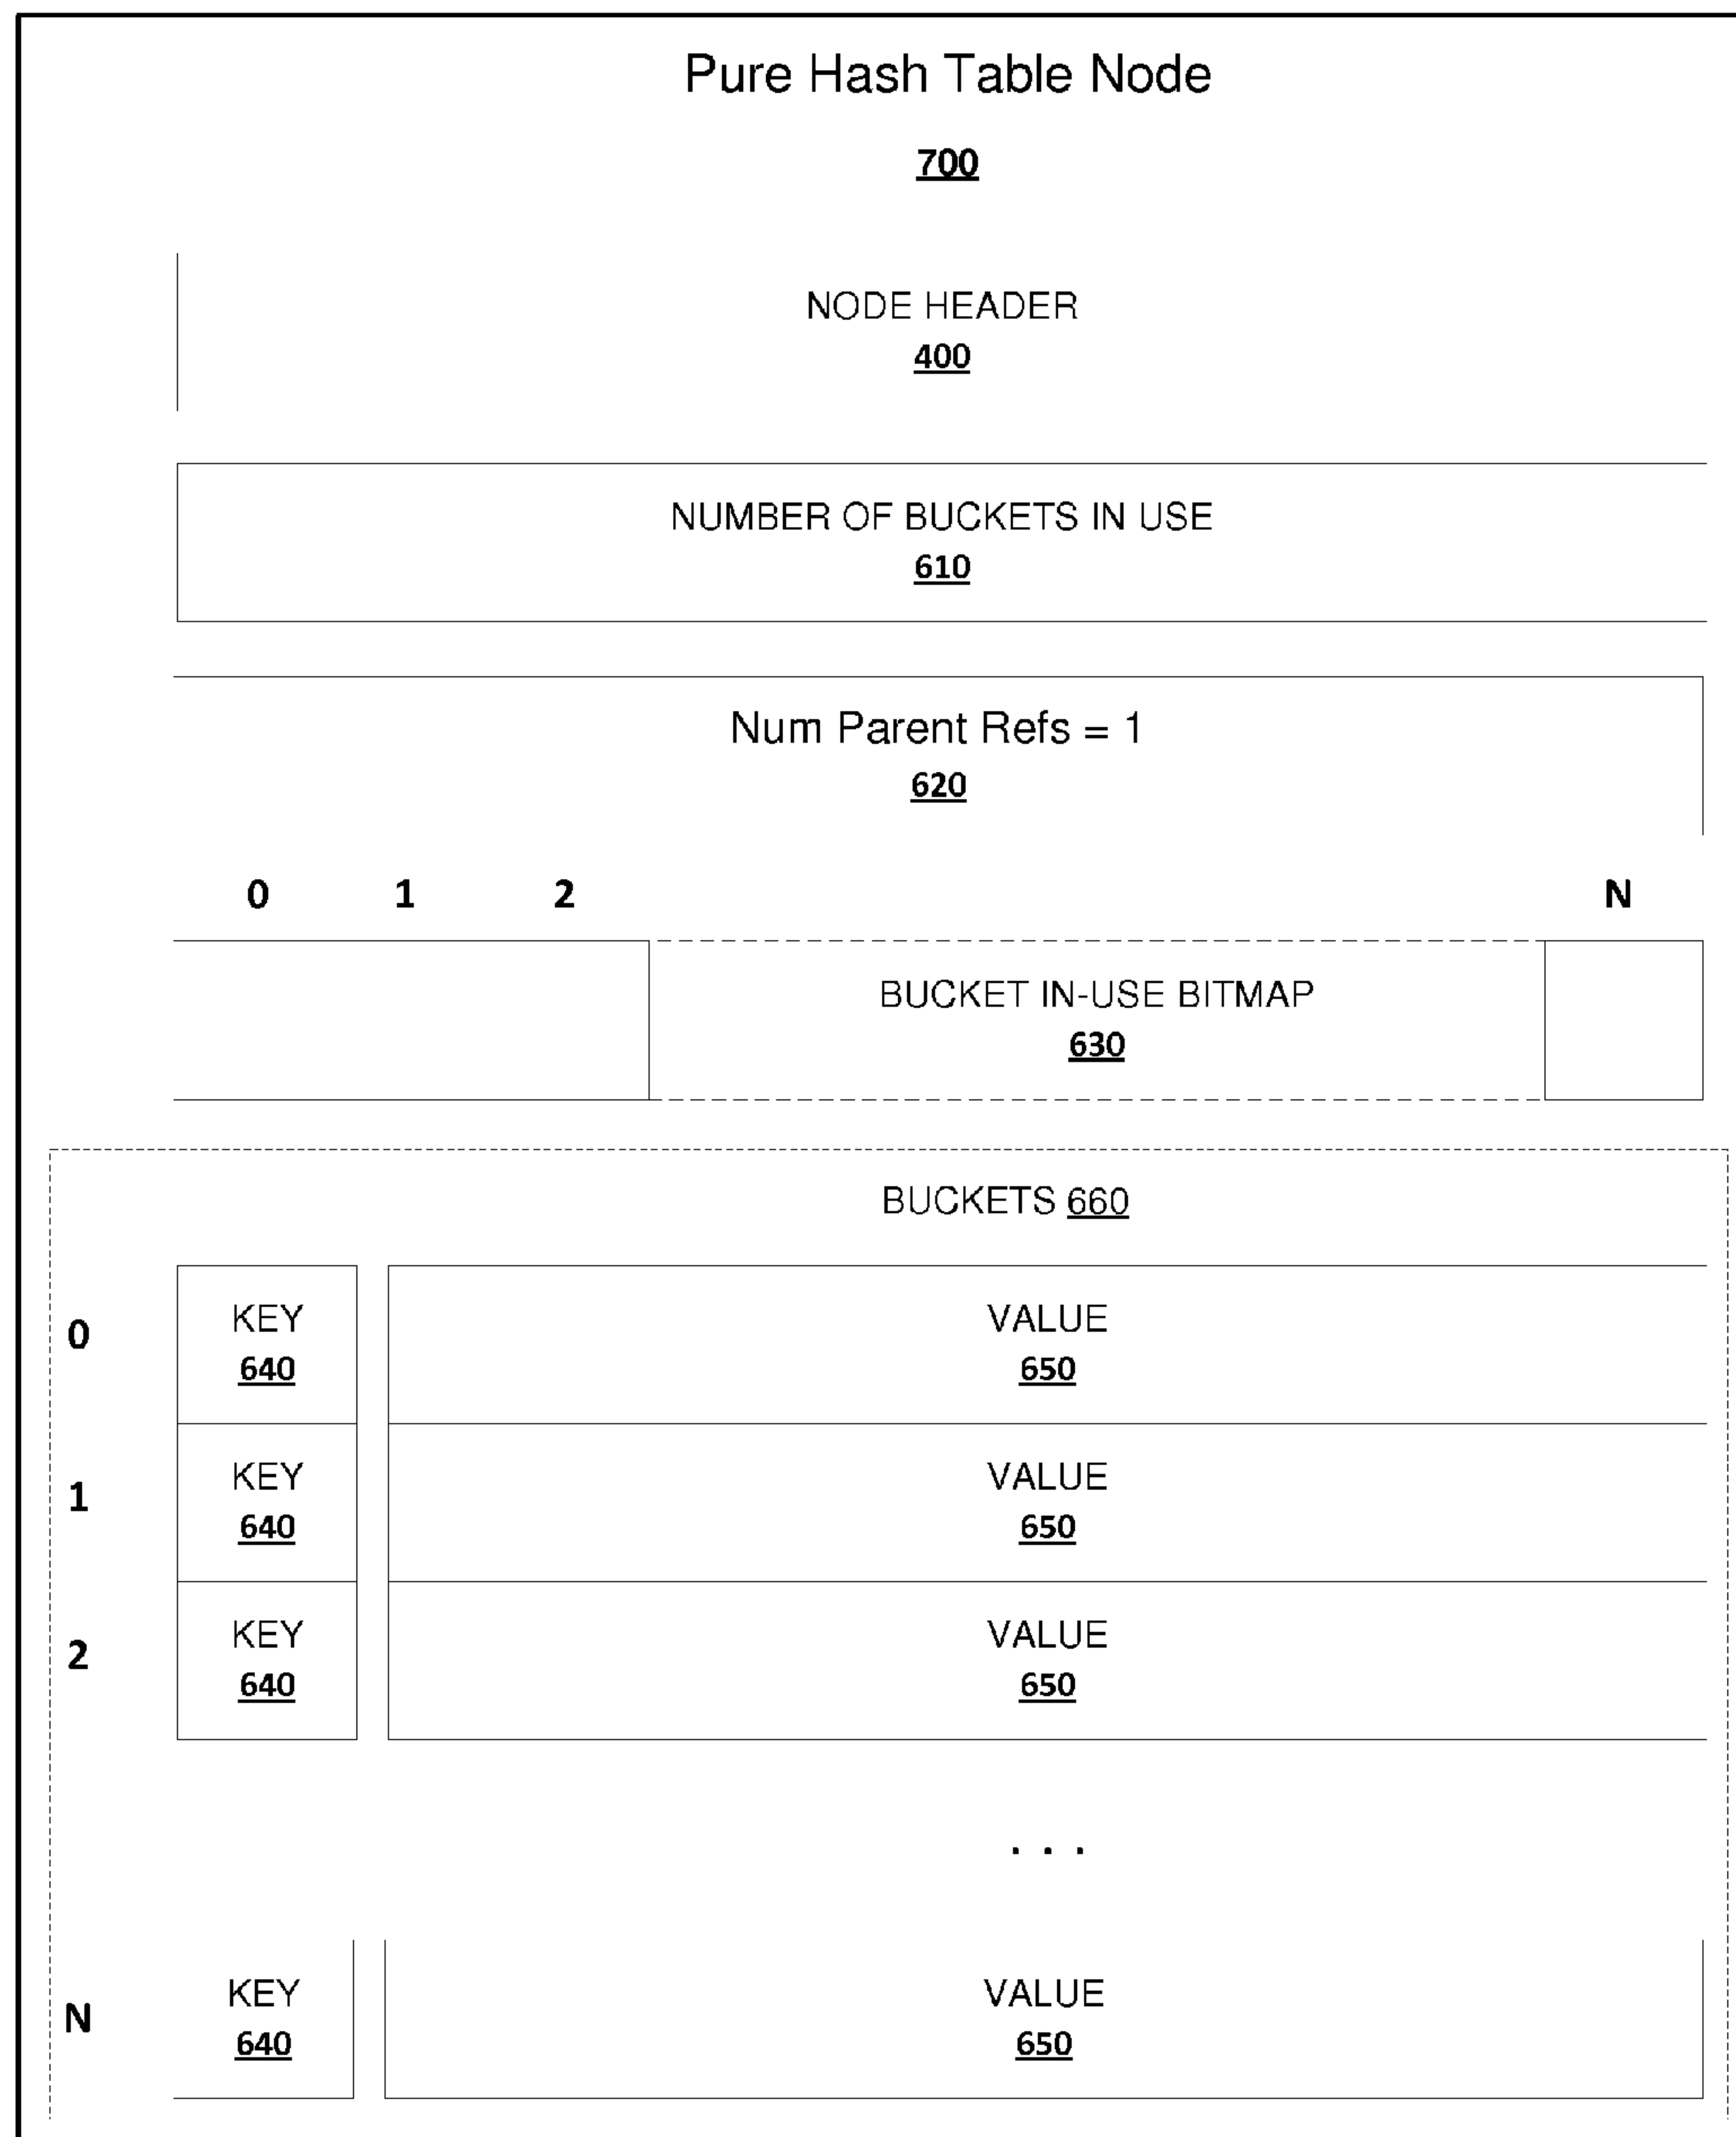 Pure Hash Table Node
700
NODE HEADER
400
NUMBER OF BUCKETS IN USE
610
Num Parent Refs = 1
620
0 1 2 N
BUCKET IN-USE BITMAP
630
BUCKETS 660
0 KEY VALUE
640 650
1 KEY VALUE
640 650
2 KEY VALUE
640 650
. . .
N KEY VALUE
640 650